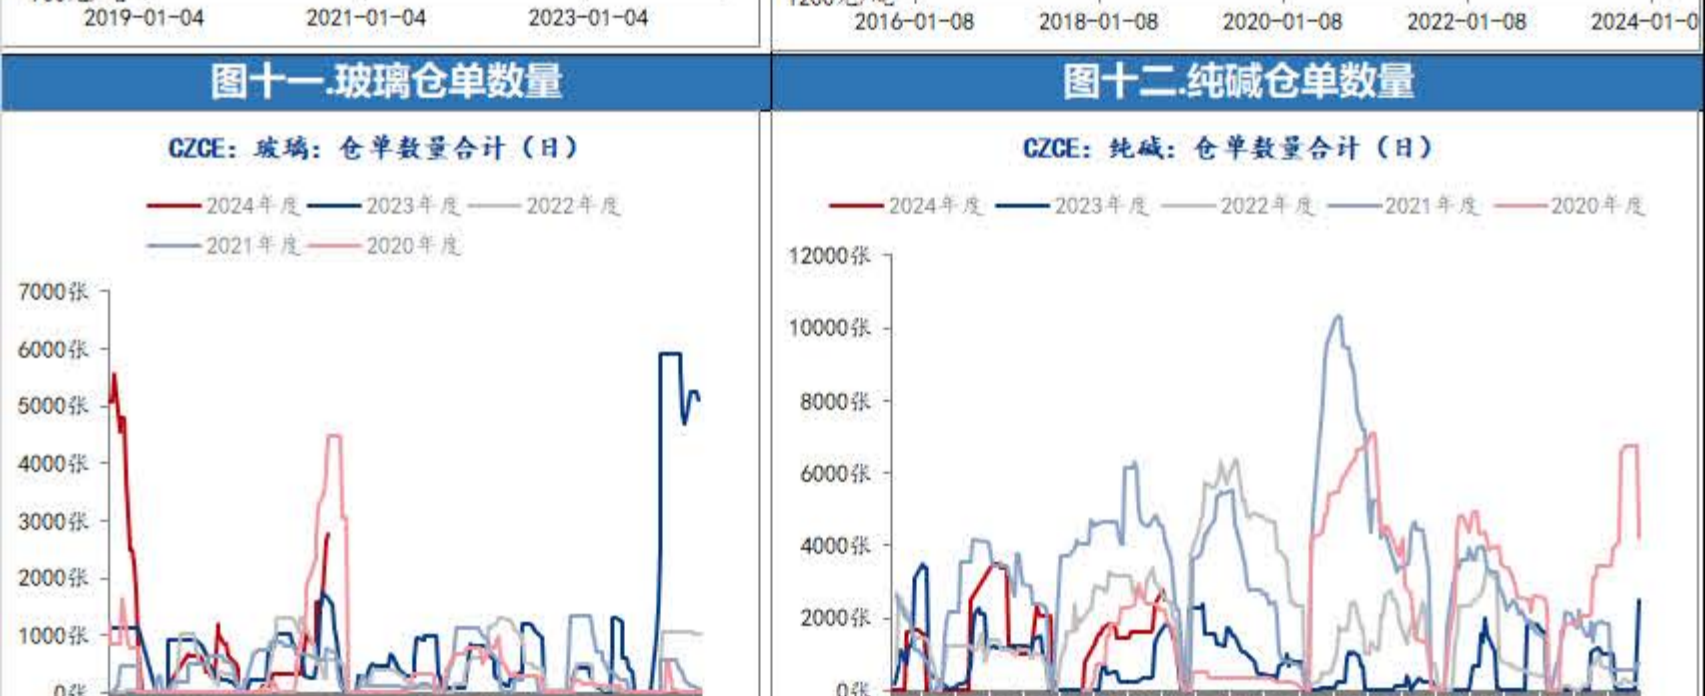 2019-01-04 2021-01-04 2023-01-04
2016-01-08 2018-01-08 2020-01-08 2022-01-08 2024-01-0
图十一.玻璃仓单数量
CZCE：玻璃：仓单数量合计（日）
2024年度 2023年度 2022年度
2021年度 2020年度
7000张
6000张
5000张
4000张
3000张
2000张
1000张
0张
图十二.纯碱仓单数量
CZCE：纯碱：仓单数量合计（日）
2024年度 2023年度 2022年度 2021年度 2020年度
12000张
10000张
8000张
6000张
4000张
2000张
0张